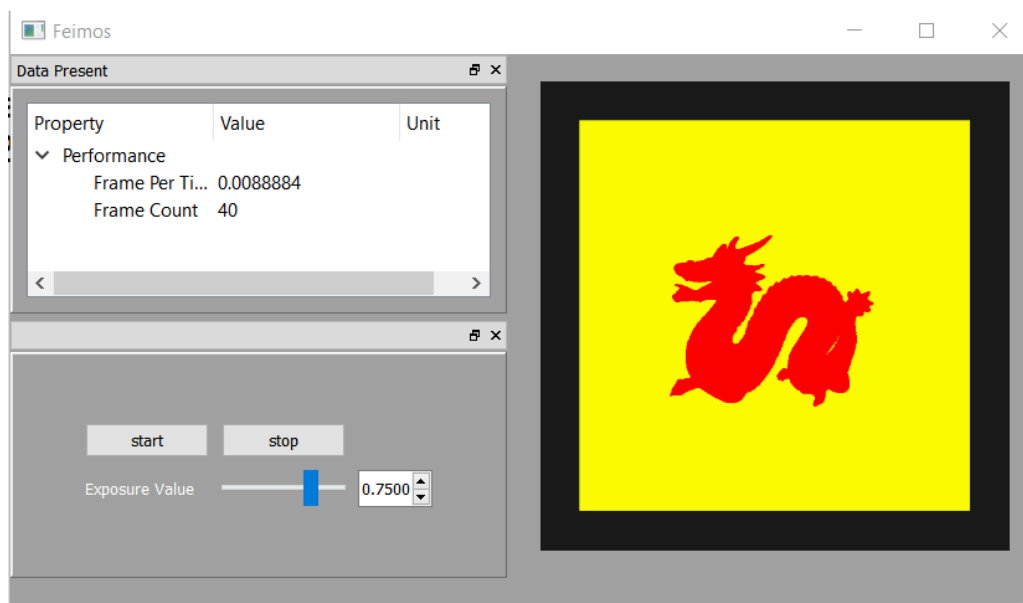 Feimos
Data Present
Property Value Unit
Performance
Frame Per Ti... 0.0088884
Frame Count 40
start stop
Exposure Value 0.7500